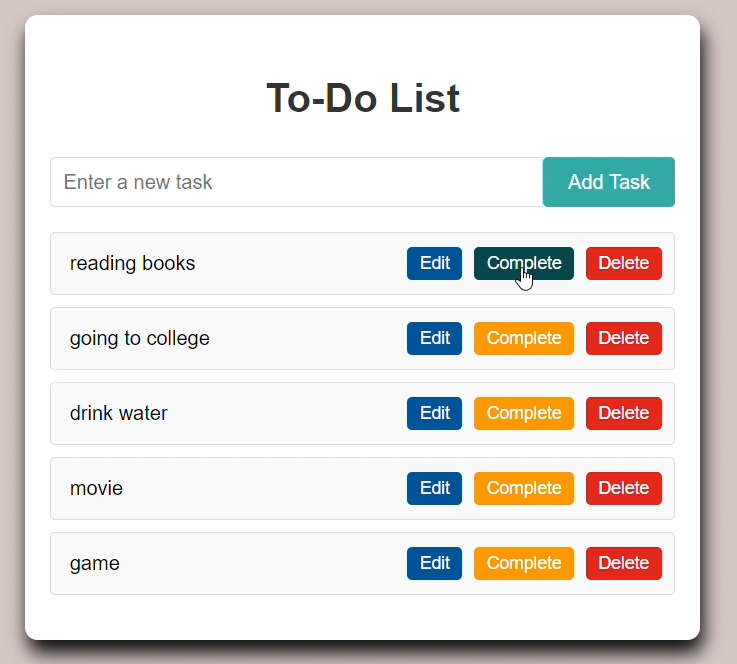 To-Do List
Enter a new task Add Task
reading books Edit Complete Delete
going to college Edit Complete Delete
drink water Edit Complete Delete
movie Edit Complete Delete
game Edit Complete Delete